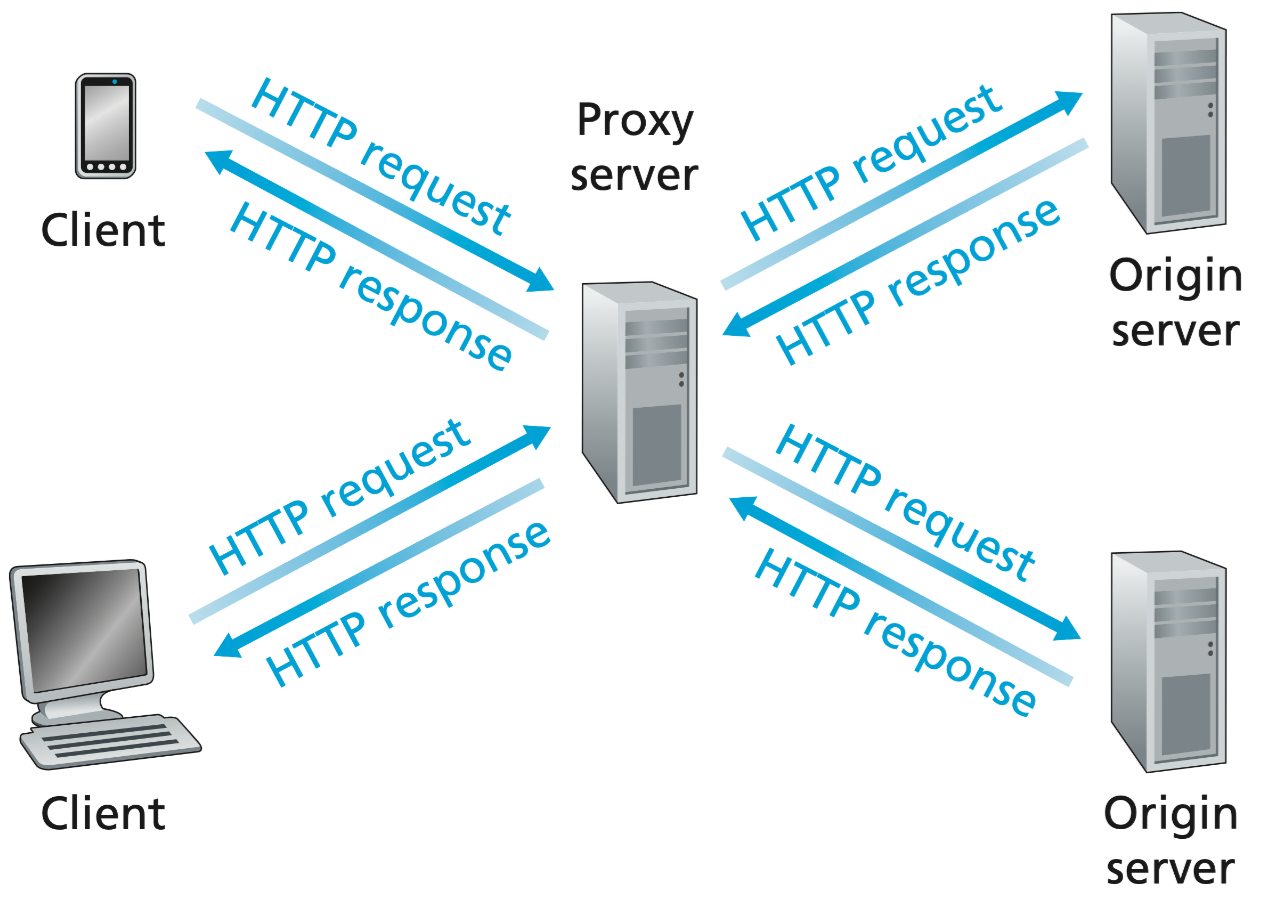 HTTP request
HTTP response
Client
Proxy
server
HTTP request
HTTP response
Origin
server
HTTP request
HTTP response
Client
HTTP request
HTTP response
Origin
server